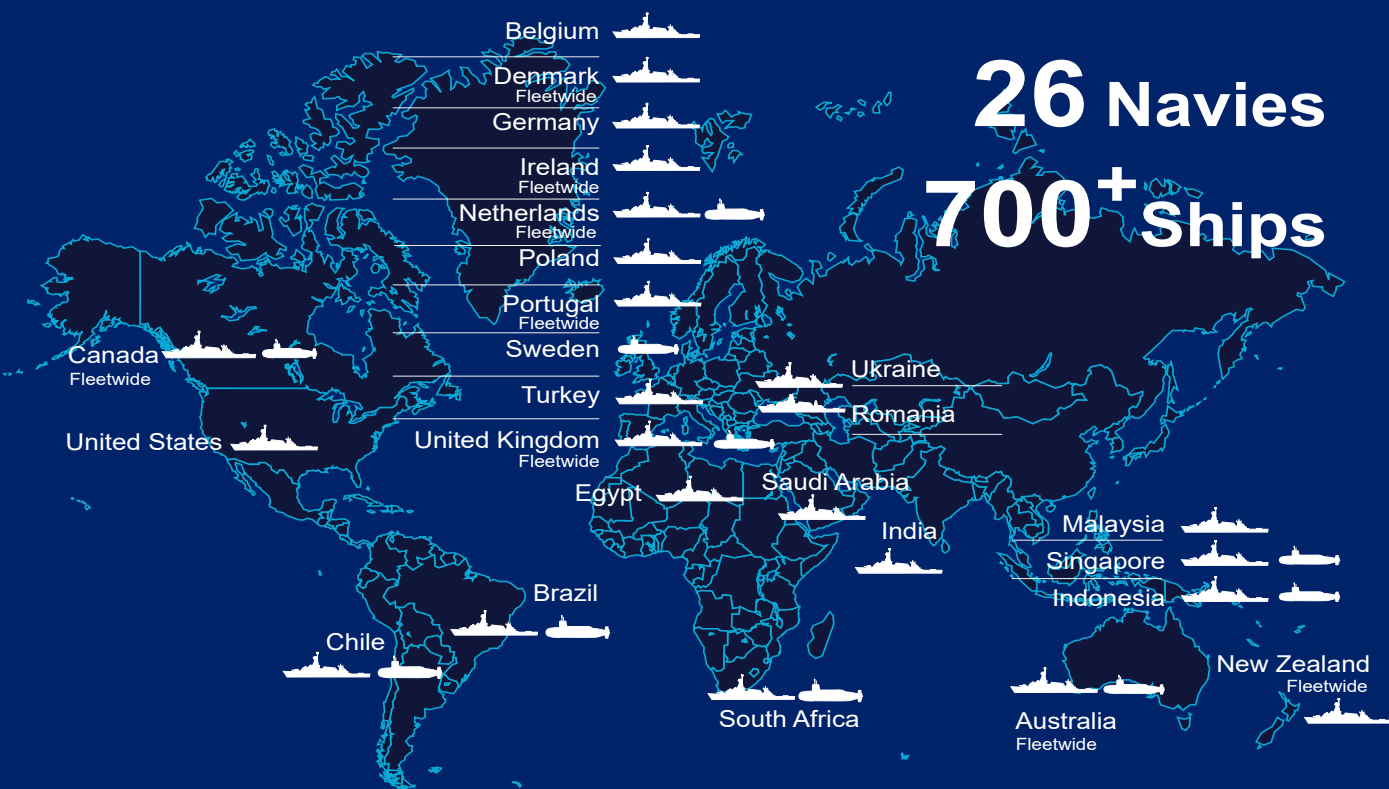 26 Navies
700+ Ships
Belgium
Denmark
Fleetwide
Germany
Ireland
Fleetwide
Netherlands
Fleetwide
Poland
Portugal
Fleetwide
Sweden
Turkey
United Kingdom
Fleetwide
Canada
Fleetwide
United States
Ukraine
Romania
Egypt
Saudi Arabia
India
Malaysia
Singapore
Indonesia
Brazil
Chile
South Africa
Australia
Fleetwide
New Zealand
Fleetwide